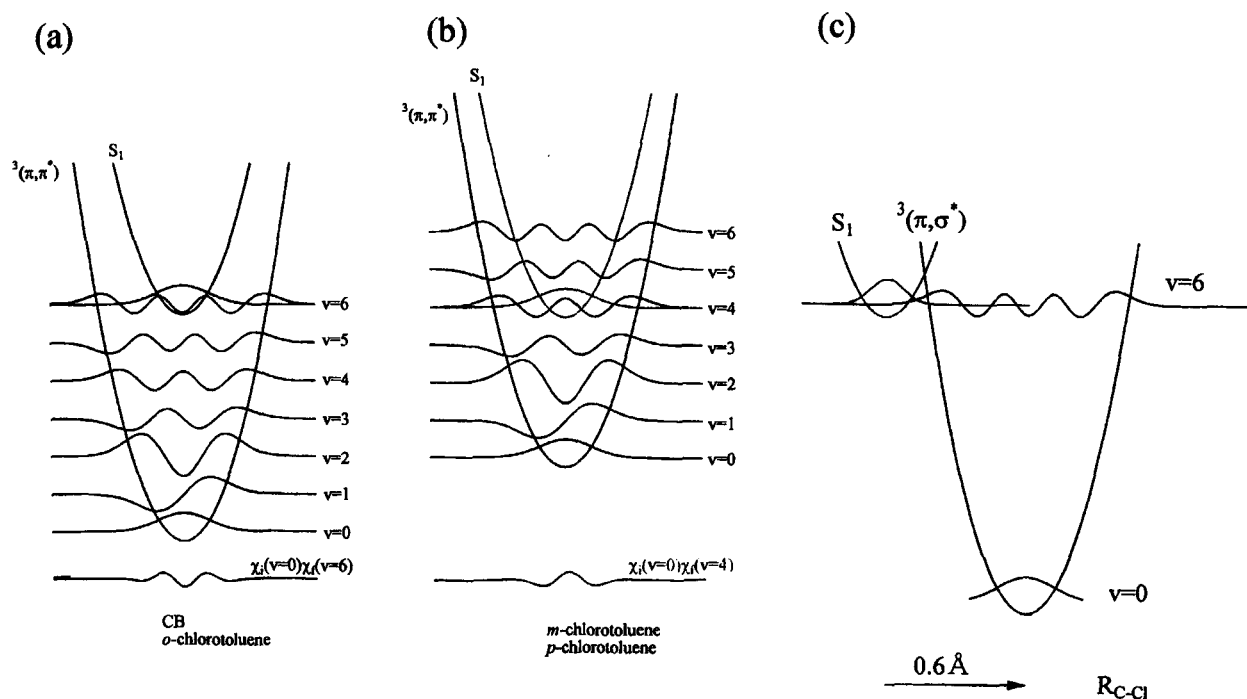 (a)
S₁
³(π,π*)
v=6
v=5
v=4
v=3
v=2
v=1
v=0
χᵢ(v=0)χf(v=6)
CB
o-chlorotoluene
(b)
S₁
³(π,π*)
v=6
v=5
v=4
v=3
v=2
v=1
v=0
χᵢ(v=0)χf(v=4)
m-chlorotoluene
p-chlorotoluene
(c)
S₁
³(π,σ*)
v=6
v=0
0.6 Å
R_C-Cl